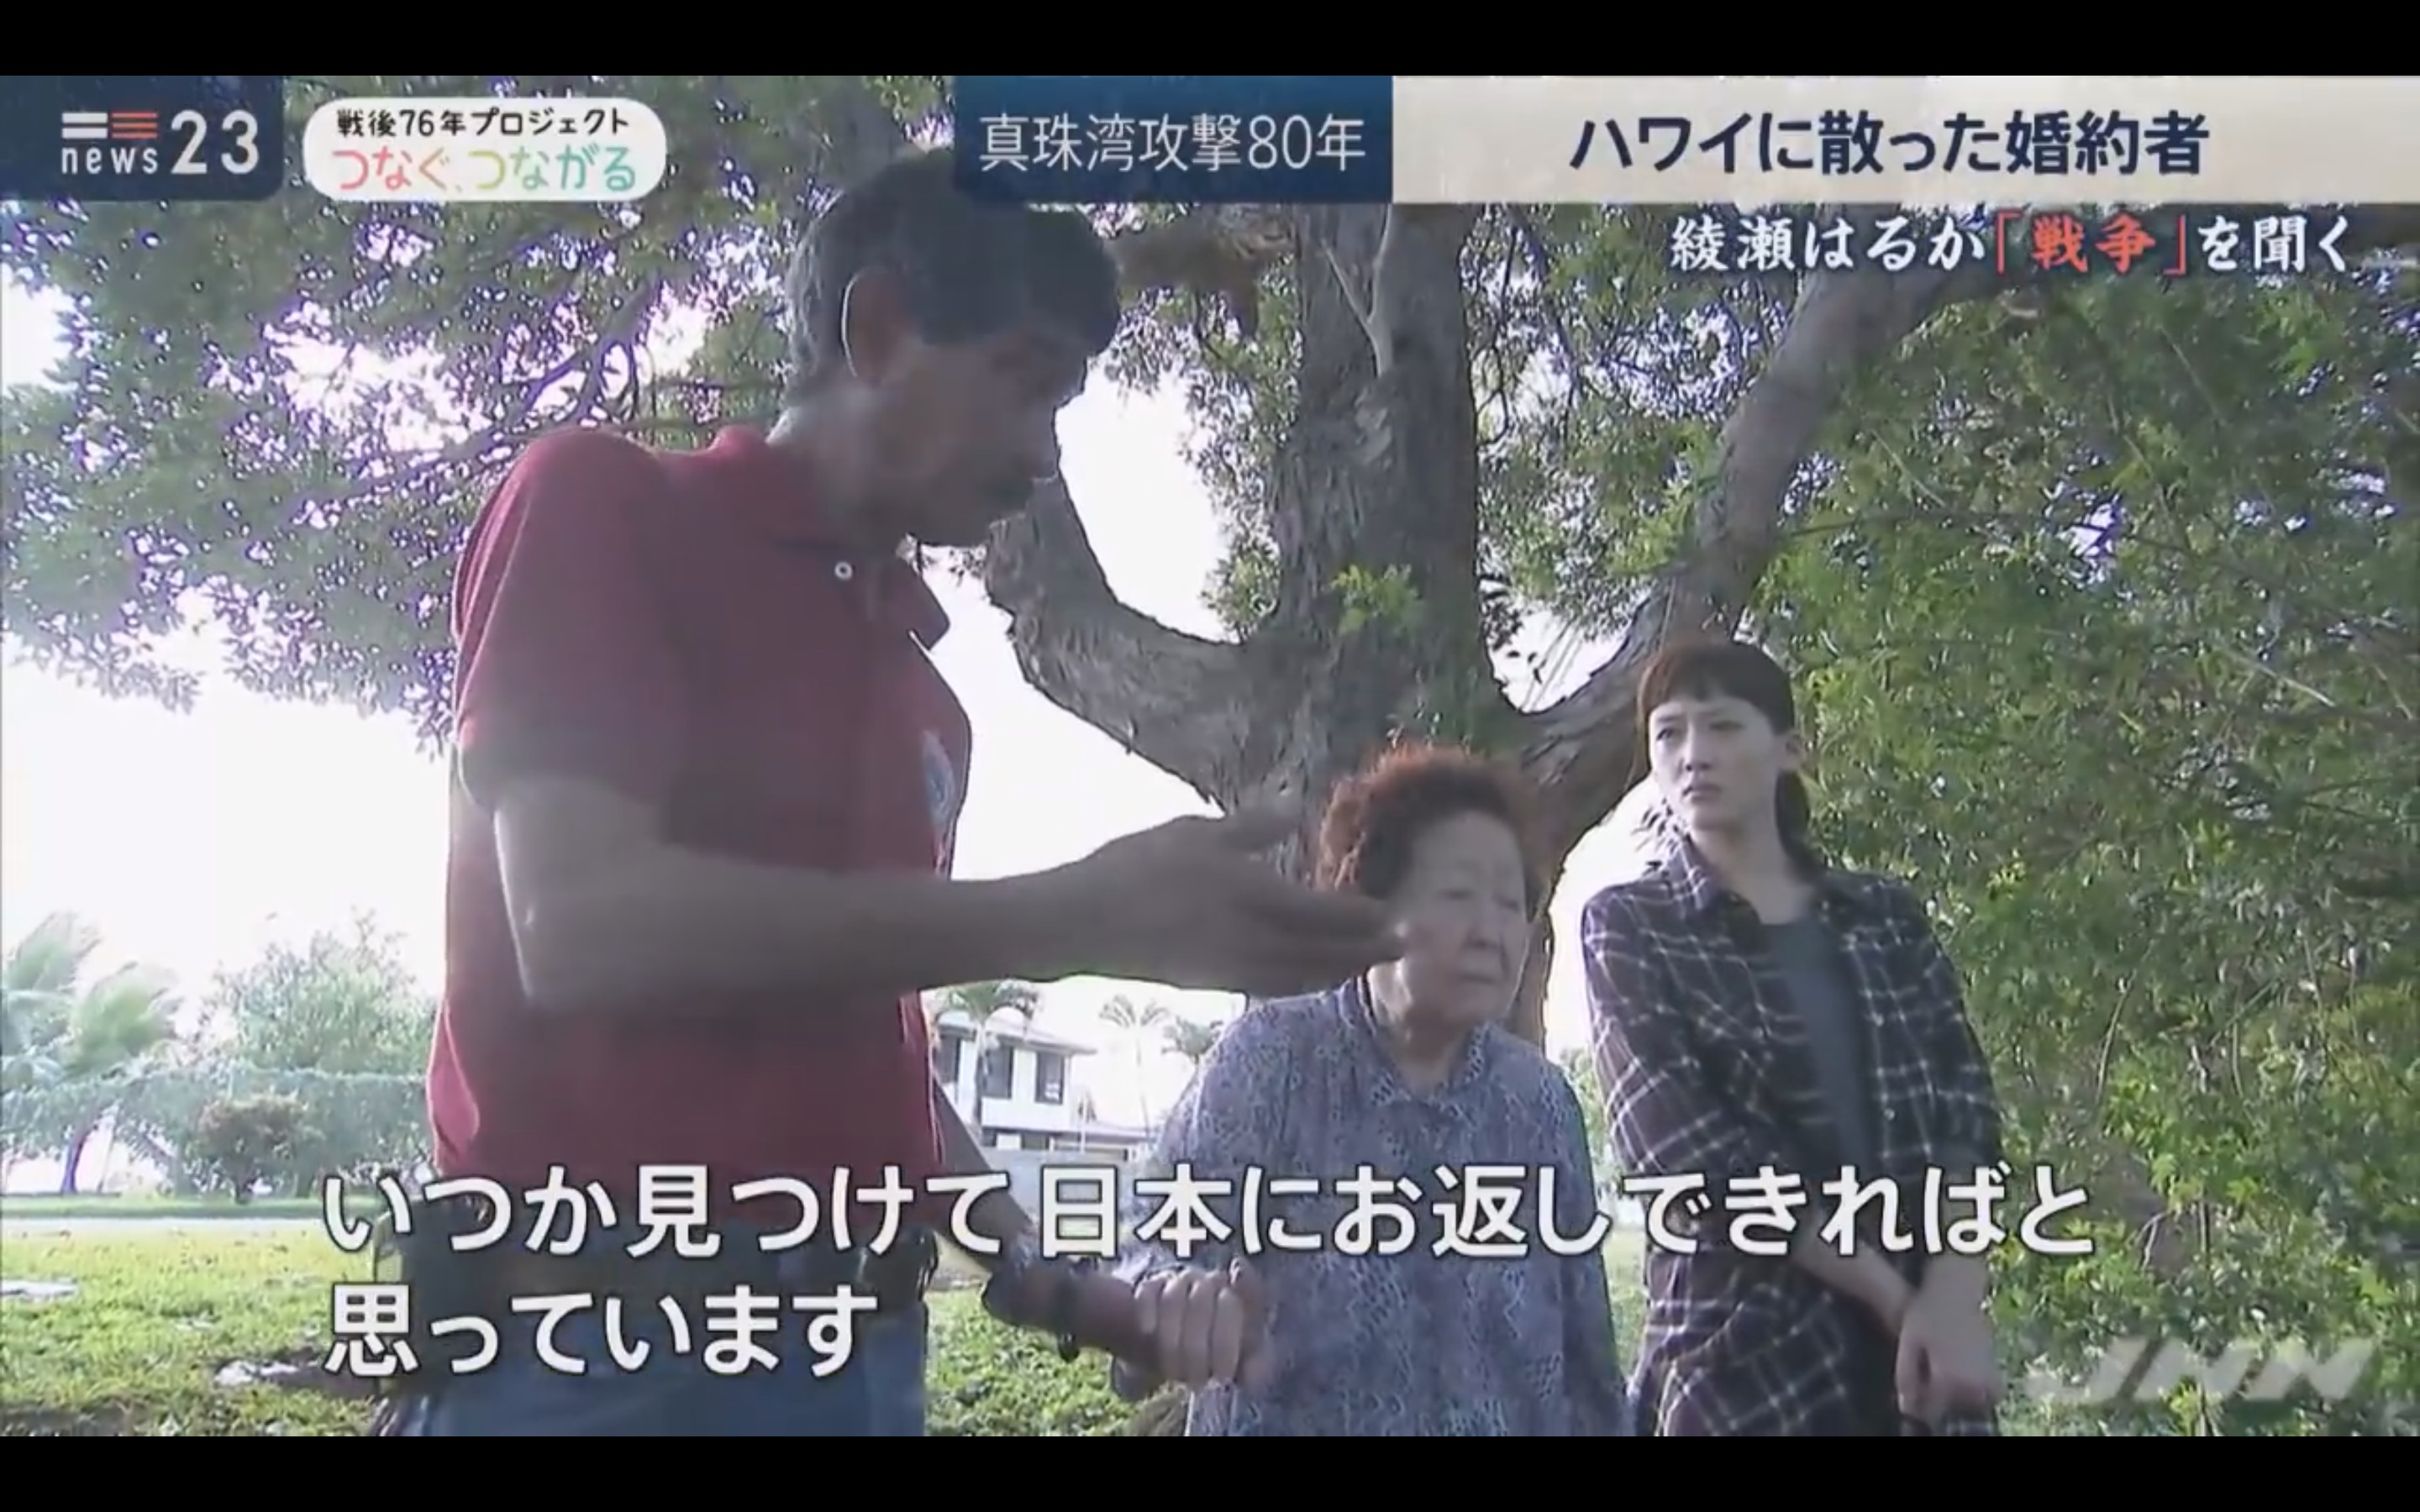 news23
戦後76年プロジェクト
つなぐ、つながる
真珠湾攻撃80年
ハワイに散った婚約者
綾瀬はるか「戦争」を聞く
いつか見つけて日本にお返しできればと
思っています
JNN